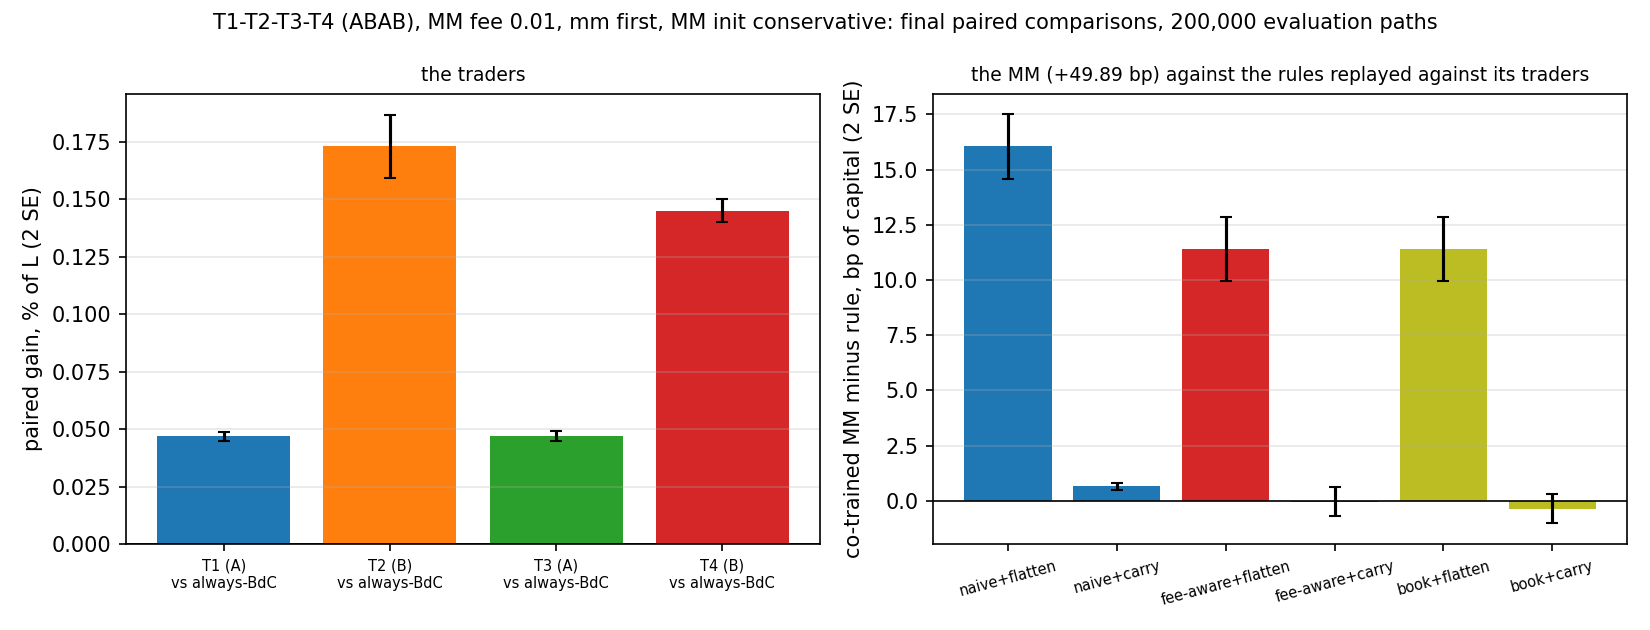 T1-T2-T3-T4 (ABAB), MM fee 0.01, mm first, MM init conservative: final paired comparisons, 200,000 evaluation paths
the traders
paired gain, % of L (2 SE)
0.175
0.150
0.125
0.100
0.075
0.050
0.025
0.000
T1 (A)
vs always-BdC
T2 (B)
vs always-BdC
T3 (A)
vs always-BdC
T4 (B)
vs always-BdC
the MM (+49.89 bp) against the rules replayed against its traders
co-trained MM minus rule, bp of capital (2 SE)
17.5
15.0
12.5
10.0
7.5
5.0
2.5
0.0
naive+flatten
naive+carry
fee-aware+flatten
fee-aware+carry
book+flatten
book+carry